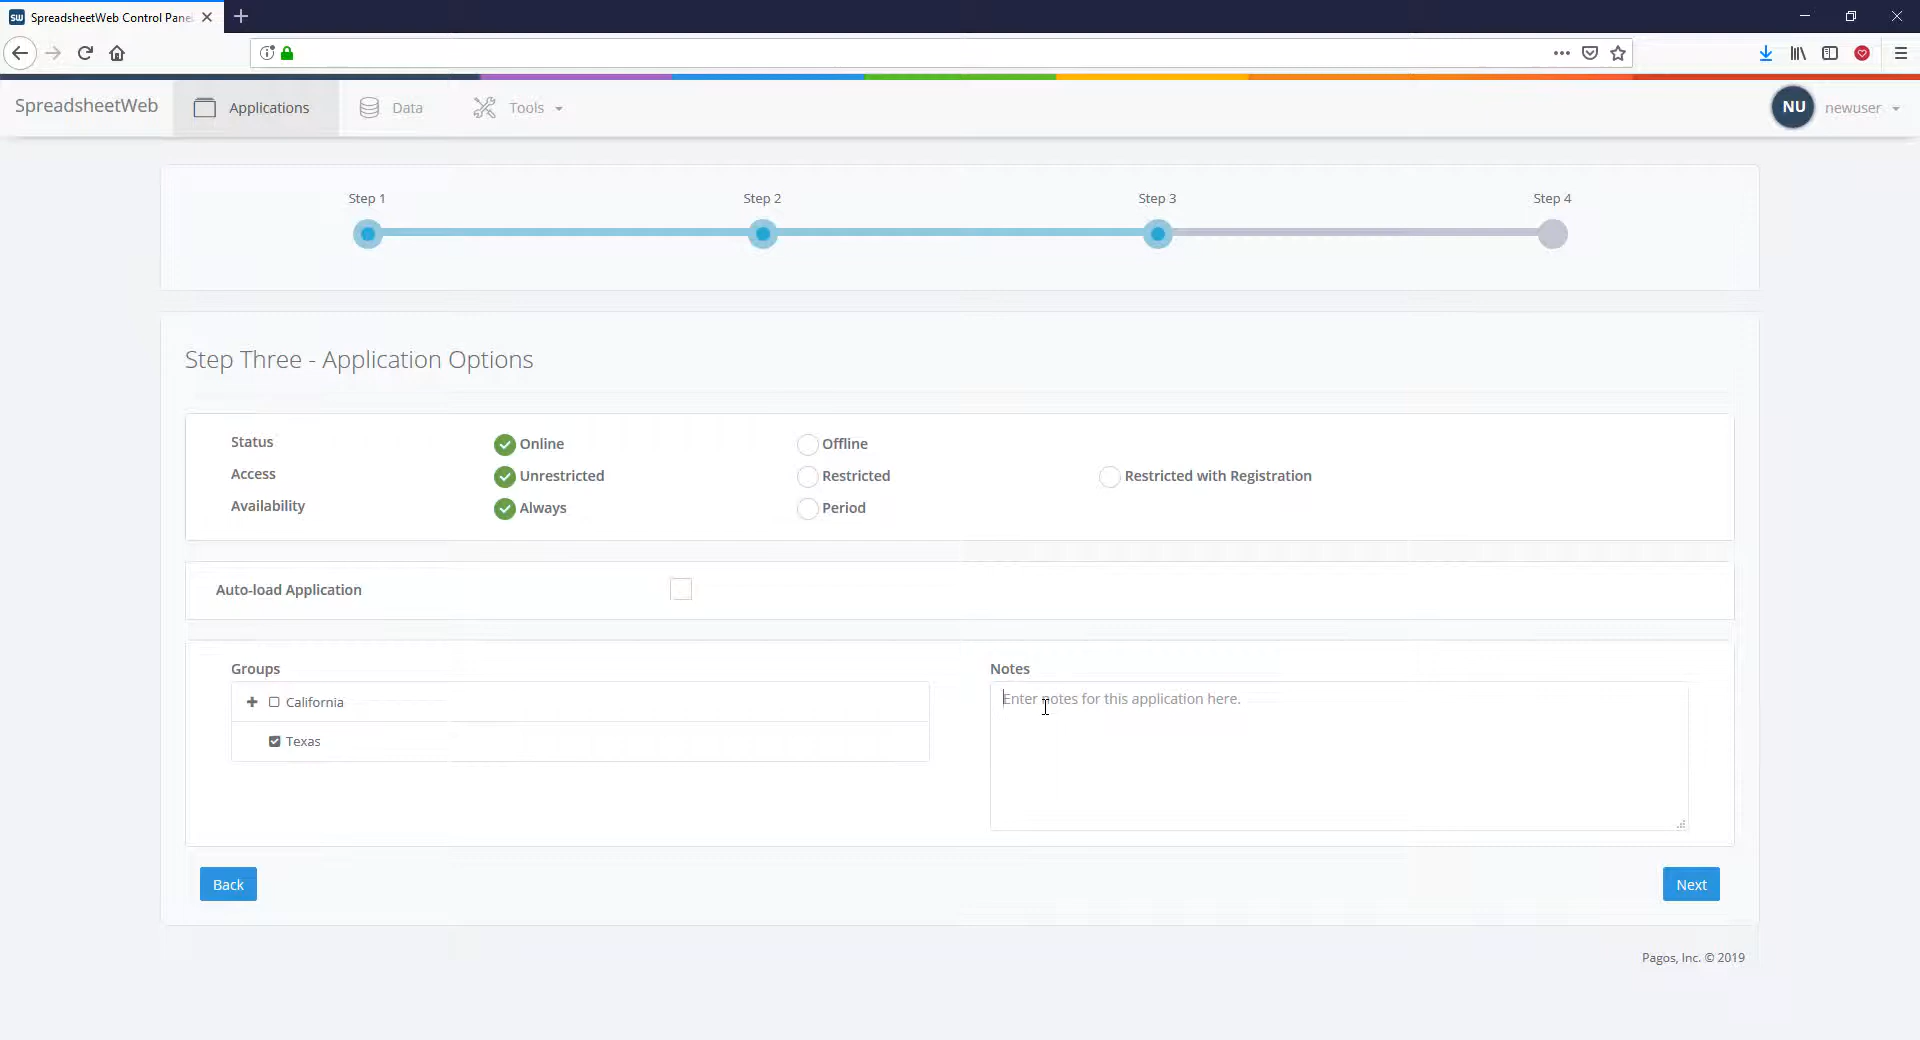 SpreadsheetWeb Control Pane
SpreadsheetWeb
Applications
Data
Tools
NU
newuser
Step 1
Step 2
Step 3
Step 4
Step Three - Application Options
Status
Online
Offline
Access
Unrestricted
Restricted
Restricted with Registration
Availability
Always
Period
Auto-load Application
Groups
California
Texas
Notes
Enter notes for this application here.
Back
Next
Pagos, Inc. © 2019